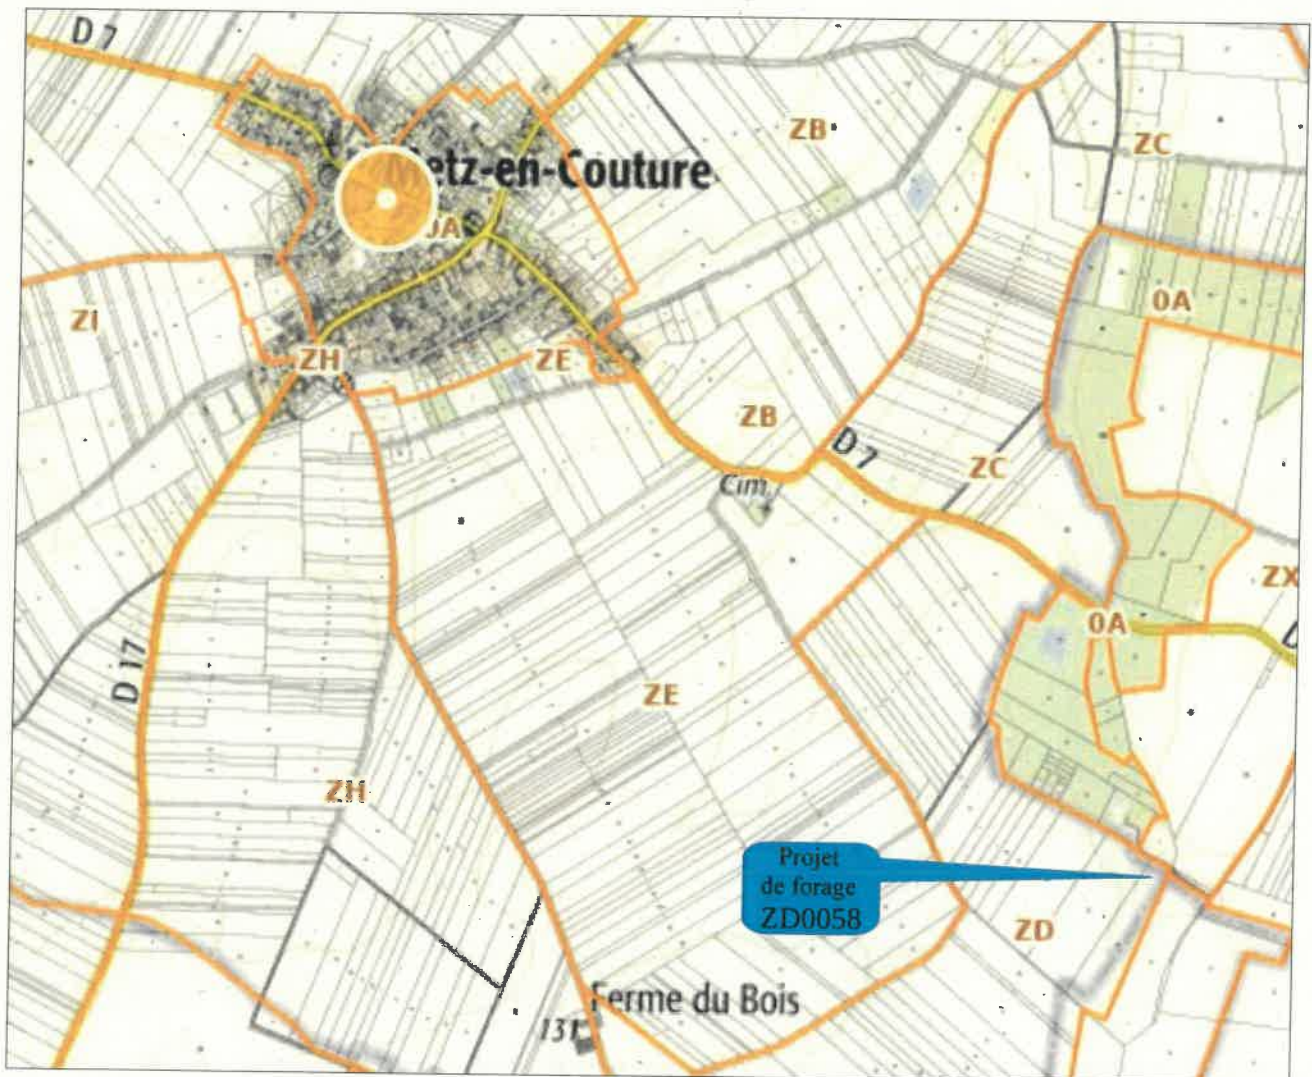 D 7
ZB
ZC
Metz-en-Couture
0A
0A
ZI
ZH
ZE
ZB
D 7
ZC
Cim.
ZX
0A
D 17
ZE
ZH
Projet
de forage
ZD0058
ZD
Ferme du Bois
131